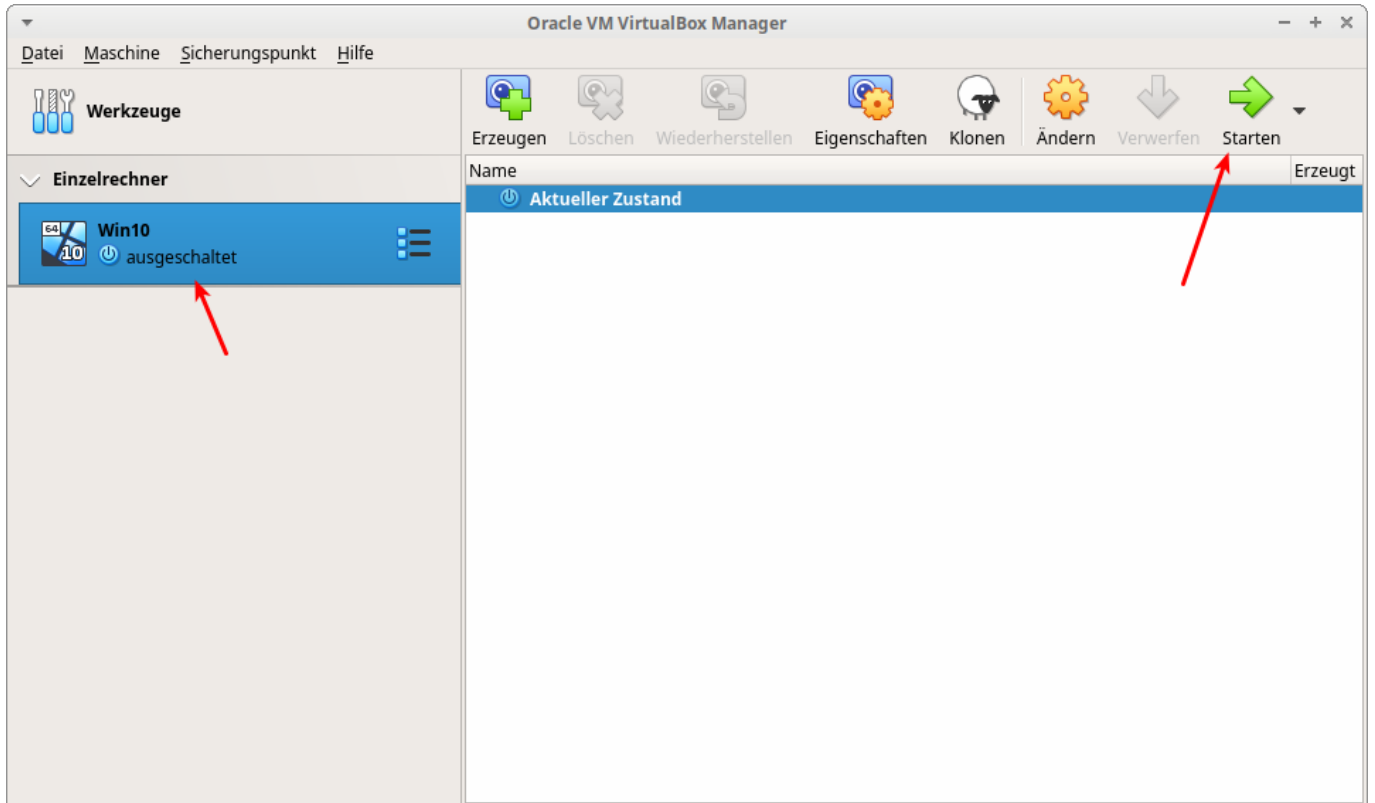 Oracle VM VirtualBox Manager
Datei Maschine Sicherungspunkt Hilfe
Werkzeuge
Erzeugen Löschen Wiederherstellen Eigenschaften Klonen Ändern Verwerfen Starten
Einzelrechner
Name Erzeugt
Aktueller Zustand
64
10
Win10
ausgeschaltet